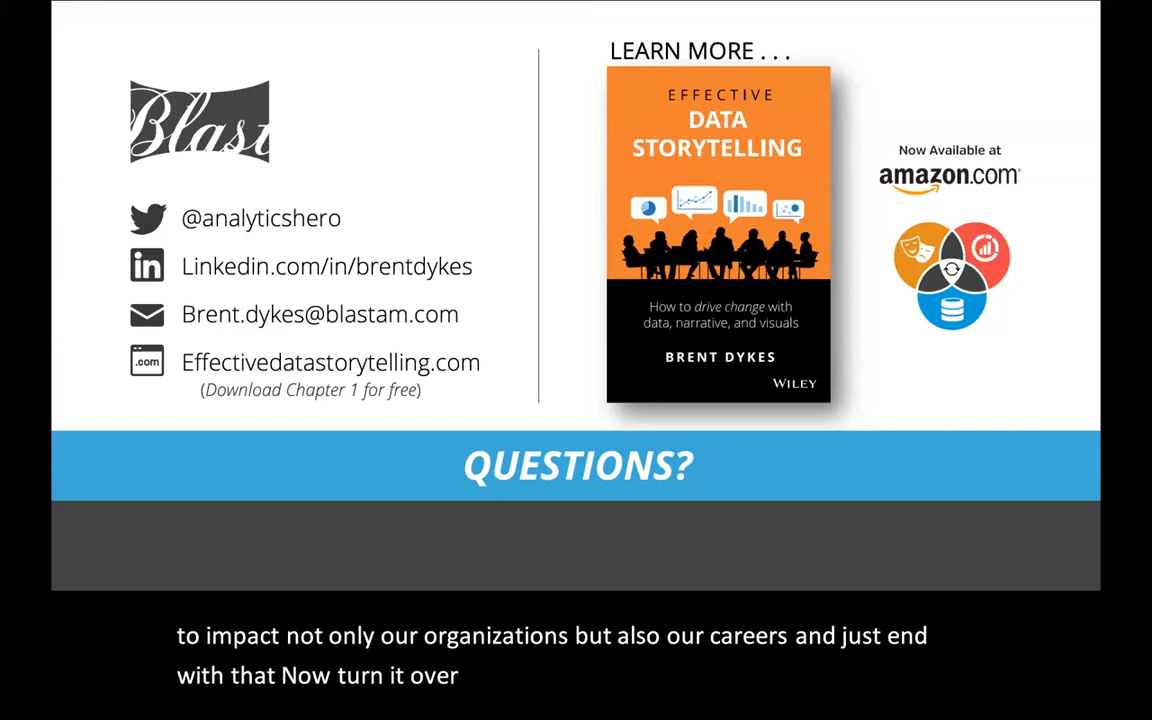 Blast
@analyticshero
Linkedin.com/in/brentdykes
Brent.dykes@blastam.com
.com
Effectivedatastorytelling.com
(Download Chapter 1 for free)
LEARN MORE . . .
EFFECTIVE
DATA
STORYTELLING
How to drive change with
data, narrative, and visuals
BRENT DYKES
WILEY
Now Available at
amazon.com
QUESTIONS?
to impact not only our organizations but also our careers and just end
with that Now turn it over